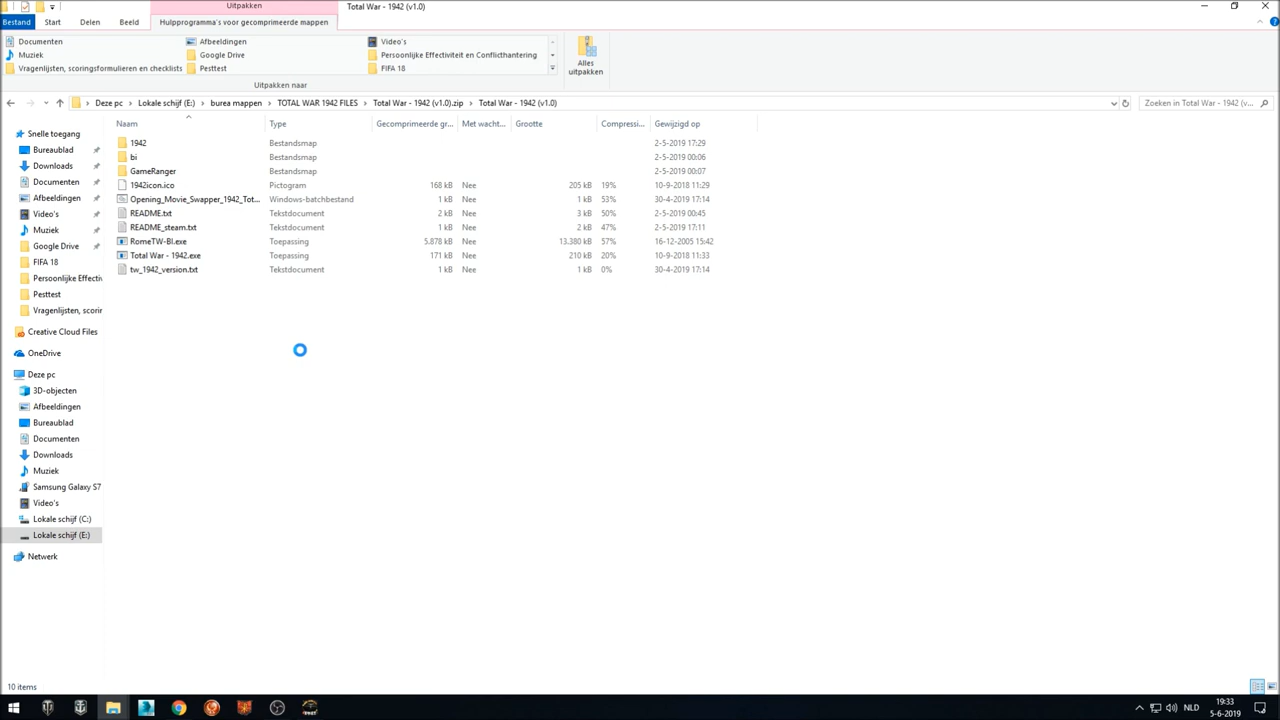 Uitpakken
Total War - 1942 (v1.0)
Bestand Start Delen Beeld Hulpprogramma's voor gecomprimeerde mappen
Documenten Afbeeldingen Video's
Muziek Google Drive Persoonlijke Effectiviteit en Conflicthantering
Vragenlijsten, scoringsformulieren en checklists Pesttest FIFA 18
Alles uitpakken
Uitpakken naar
Deze pc Lokale schijf (E:) burea mappen TOTAL WAR 1942 FILES Total War - 1942 (v1.0).zip Total War - 1942 (v1.0) Zoeken in Total War - 1942 (v...
Naam Type Gecomprimeerde gr... Met wacht... Grootte Compressi... Gewijzigd op
1942 Bestandsmap 2-5-2019 17:29
bi Bestandsmap 2-5-2019 00:06
GameRanger Bestandsmap 2-5-2019 00:07
1942icon.ico Pictogram 168 kB Nee 205 kB 19% 10-9-2018 11:29
Opening_Movie_Swapper_1942_Tot... Windows-batchbestand 1 kB Nee 1 kB 53% 30-4-2019 17:14
README.txt Tekstdocument 2 kB Nee 3 kB 50% 2-5-2019 00:45
README_steam.txt Tekstdocument 1 kB Nee 2 kB 47% 2-5-2019 17:11
RomeTW-BI.exe Toepassing 5.878 kB Nee 13.380 kB 57% 16-12-2005 15:42
Total War - 1942.exe Toepassing 171 kB Nee 210 kB 20% 10-9-2018 11:33
tw_1942_version.txt Tekstdocument 1 kB Nee 1 kB 0% 30-4-2019 17:14
Snelle toegang
Bureaublad
Downloads
Documenten
Afbeeldingen
Video's
Muziek
Google Drive
FIFA 18
Persoonlijke Effectiv
Pesttest
Vragenlijsten, scorin
Creative Cloud Files
OneDrive
Deze pc
3D-objecten
Afbeeldingen
Bureaublad
Documenten
Downloads
Muziek
Samsung Galaxy S7
Video's
Lokale schijf (C:)
Lokale schijf (E:)
Netwerk
10 items
NLD
19:33
5-6-2019